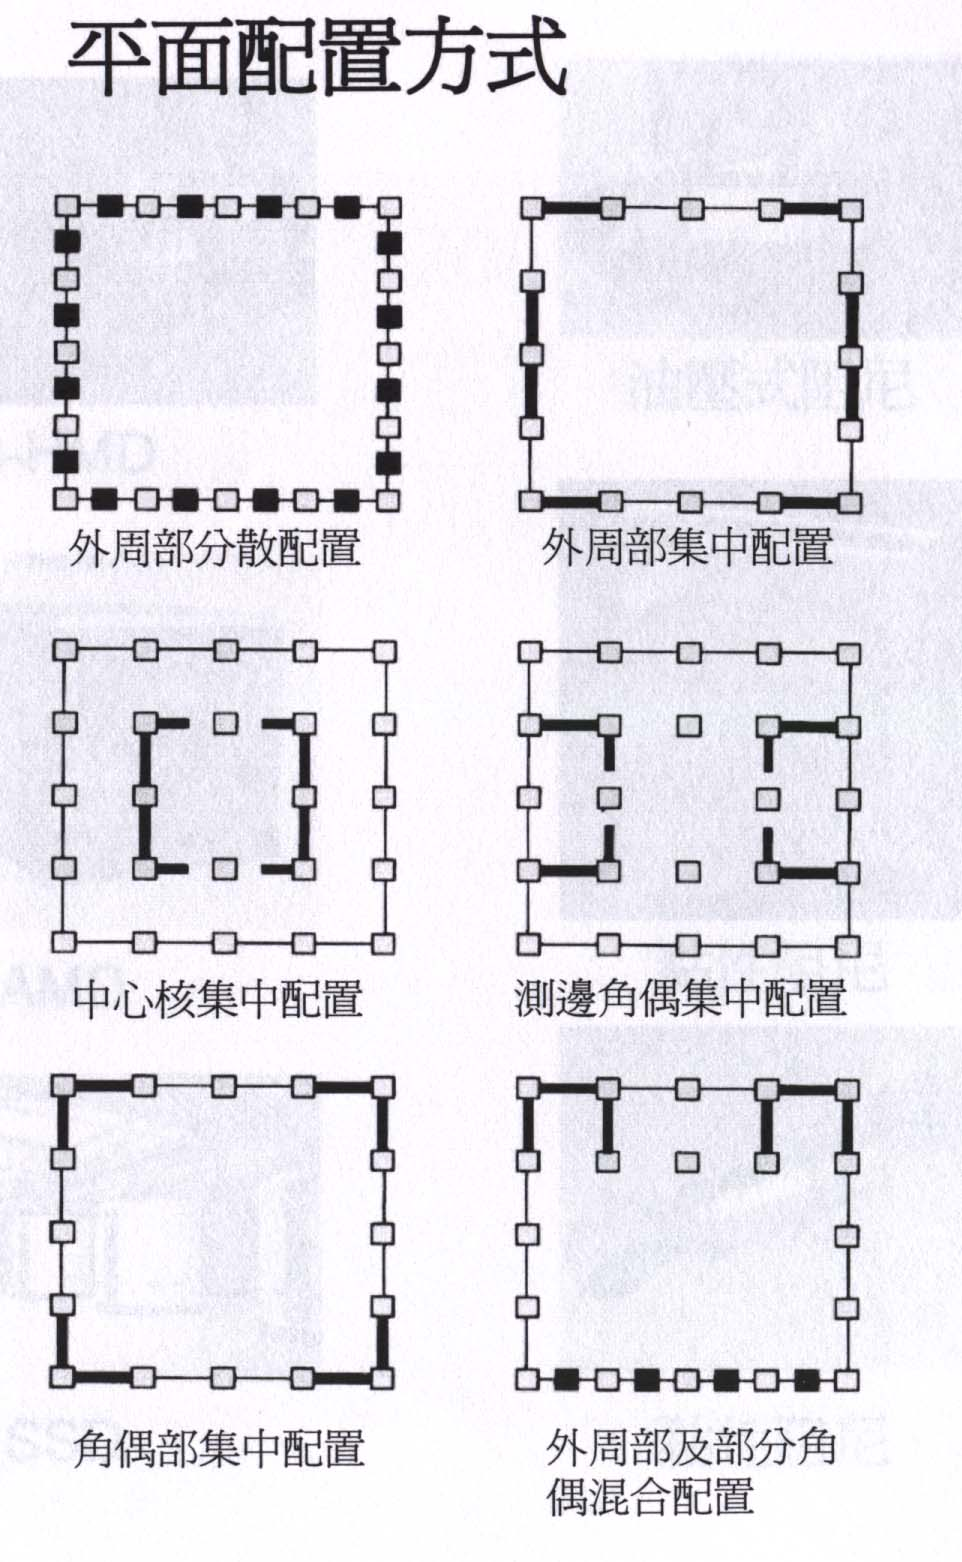 平面配置方式
外周部分散配置
外周部集中配置
中心核集中配置
測邊角偶集中配置
角偶部集中配置
外周部及部分角
偶混合配置